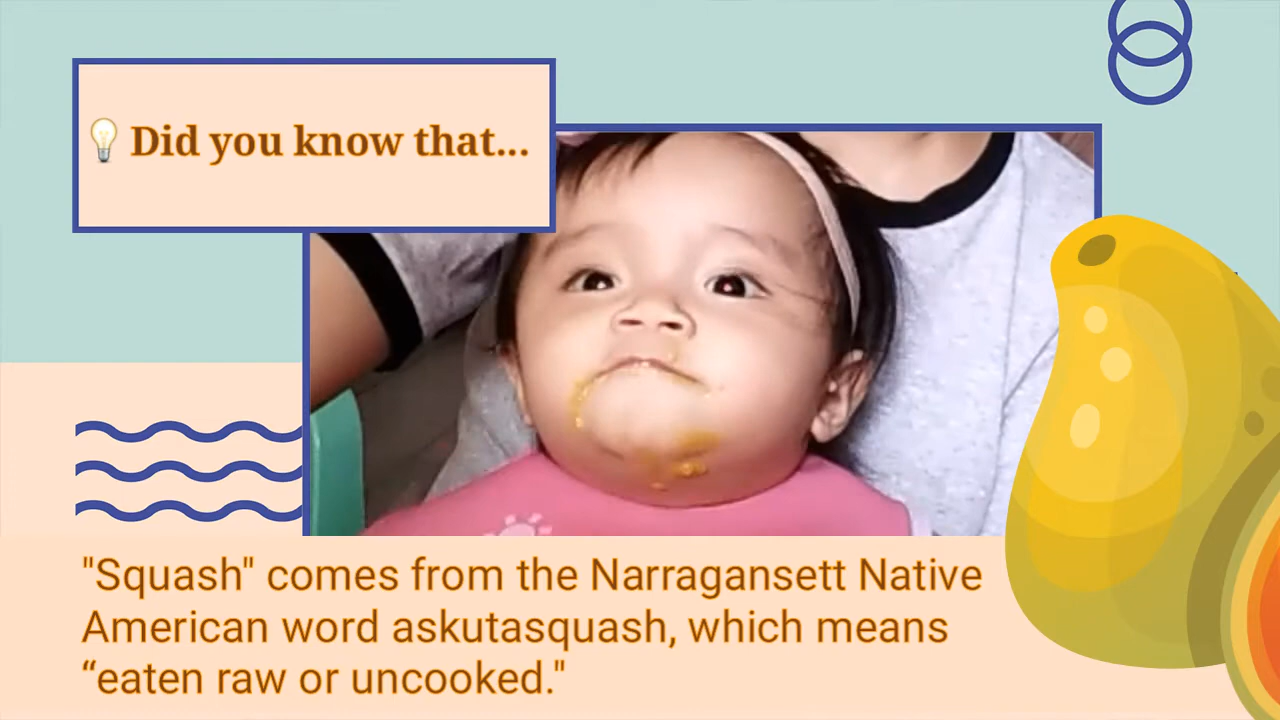 💡 Did you know that...
"Squash" comes from the Narragansett Native
American word askutasquash, which means
“eaten raw or uncooked."